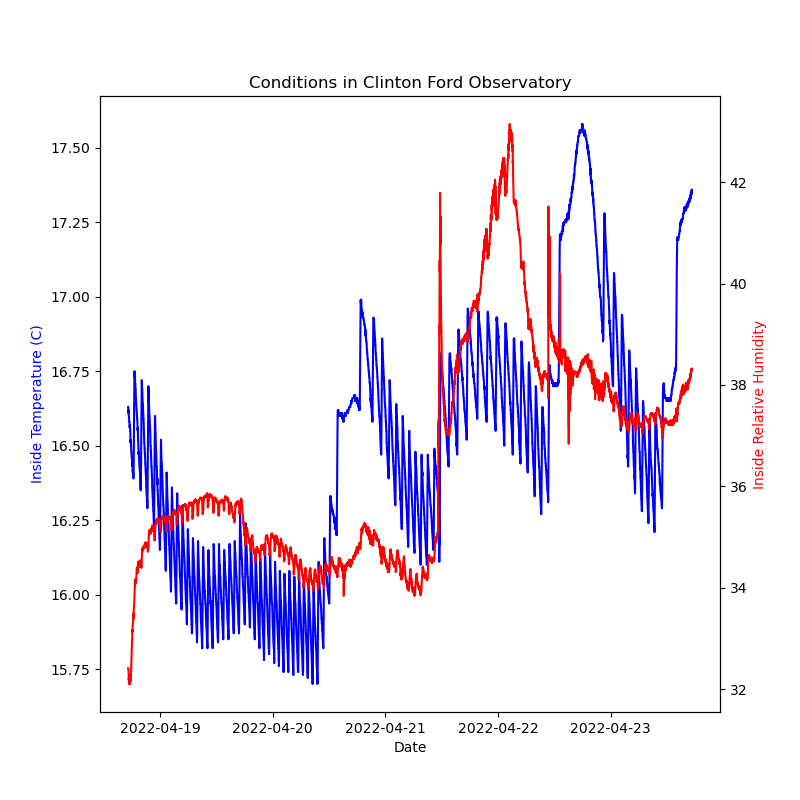 Conditions in Clinton Ford Observatory
17.50
17.25
17.00
16.75
16.50
16.25
16.00
15.75
Inside Temperature (C)
42
40
38
36
34
32
Inside Relative Humidity
2022-04-19 2022-04-20 2022-04-21 2022-04-22 2022-04-23
Date